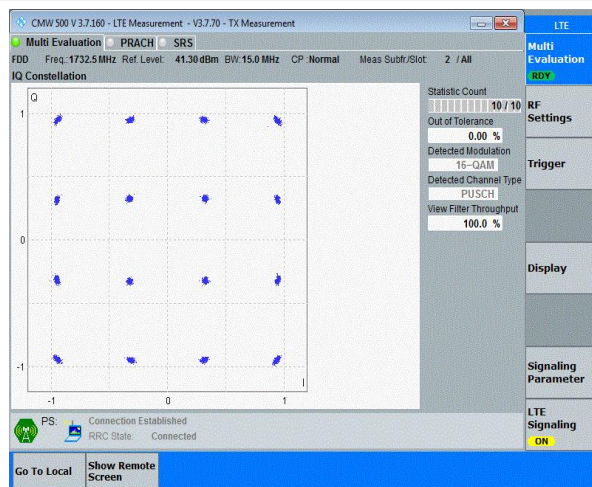 CMW 500 V 3.7.160 - LTE Measurement - V3.7.70 - TX Measurement
LTE
Multi Evaluation PRACH SRS
Multi
Evaluation
RDY
FDD Freq.:1732.5 MHz Ref. Level: 41.30 dBm BW:15.0 MHz CP :Normal Meas Subfr./Slot: 2 / All
IQ Constellation
Q
1
0
-1
-1 0 1
I
Statistic Count
10 / 10
Out of Tolerance
0.00 %
Detected Modulation
16-QAM
Detected Channel Type
PUSCH
View Filter Throughput
100.0 %
RF
Settings
Trigger
Display
Signaling
Parameter
LTE
Signaling
ON
PS: Connection Established
RRC State: Connected
Go To Local
Show Remote
Screen